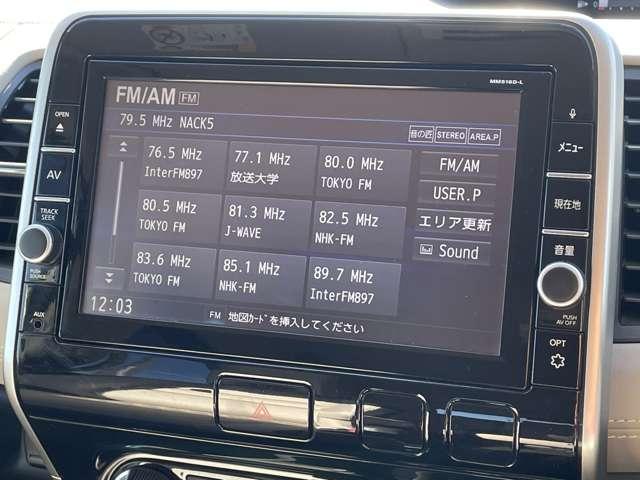 MM516D-L
FM/AM FM
79.5 MHz NACK5
音の匠 STEREO AREA.P
76.5 MHz
InterFM897
77.1 MHz
放送大学
80.0 MHz
TOKYO FM
FM/AM
80.5 MHz
TOKYO FM
81.3 MHz
J-WAVE
82.5 MHz
NHK-FM
USER.P
エリア更新
83.6 MHz
TOKYO FM
85.1 MHz
NHK-FM
89.7 MHz
InterFM897
Sound
12:03
FM 地図ｶｰﾄﾞを挿入してください
OPEN
AV
TRACK
SEEK
PUSH
SOURCE
AUX
メニュー
現在地
音量
PUSH
AV OFF
OPT